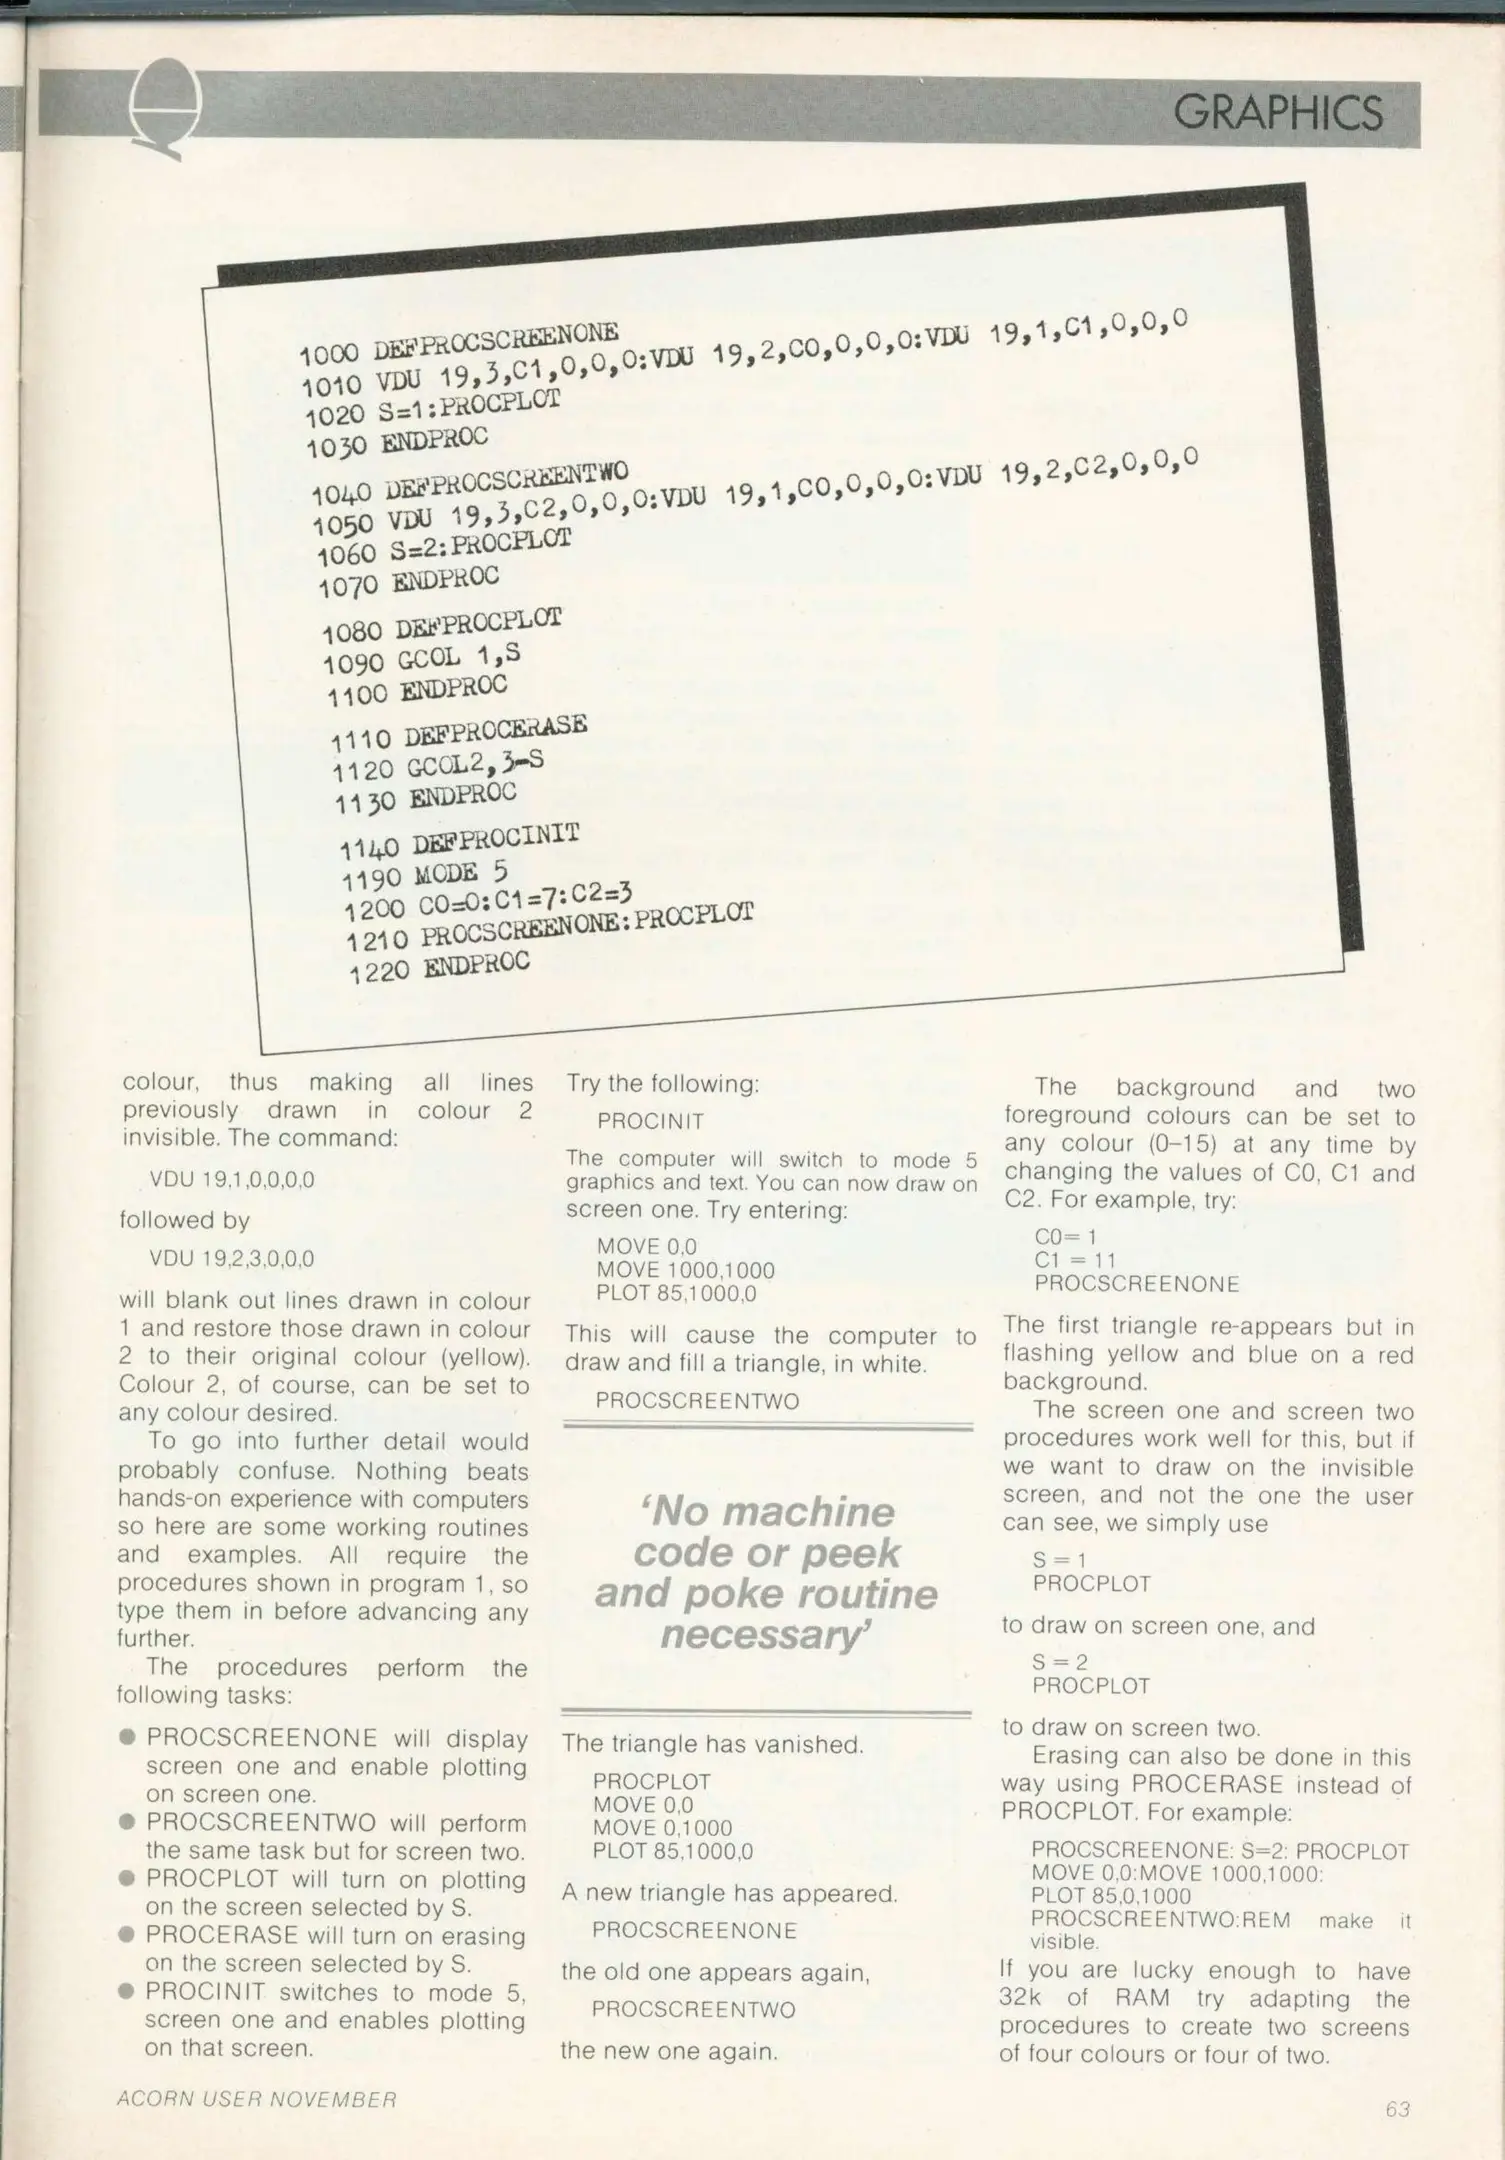 GRAPHICS
1000 DEFPROCSCREENONE
1010 VDU 19,3,C1,0,0,0:VDU 19,2,C0,0,0,0:VDU 19,1,C1,0,0,0
1020 S=1:PROCPLOT
1030 ENDPROC
1040 DEFPROCSCREENTWO
1050 VDU 19,3,C2,0,0,0:VDU 19,1,C0,0,0,0:VDU 19,2,C2,0,0,0
1060 S=2:PROCPLOT
1070 ENDPROC
1080 DEFPROCPLOT
1090 GCOL 1,S
1100 ENDPROC
1110 DEFPROCERASE
1120 GCOL2,3-S
1130 ENDPROC
1140 DEFPROCINIT
1190 MODE 5
1200 C0=0:C1=7:C2=3
1210 PROCSCREENONE:PROCPLOT
1220 ENDPROC
colour, thus making all lines
previously drawn in colour 2
invisible. The command:
VDU 19,1,0,0,0,0
followed by
VDU 19,2,3,0,0,0
will blank out lines drawn in colour
1 and restore those drawn in colour
2 to their original colour (yellow).
Colour 2, of course, can be set to
any colour desired.
To go into further detail would
probably confuse. Nothing beats
hands-on experience with computers
so here are some working routines
and examples. All require the
procedures shown in program 1, so
type them in before advancing any
further.
The procedures perform the
following tasks:
● PROCSCREENONE will display
screen one and enable plotting
on screen one.
● PROCSCREENTWO will perform
the same task but for screen two.
● PROCPLOT will turn on plotting
on the screen selected by S.
● PROCERASE will turn on erasing
on the screen selected by S.
● PROCINIT switches to mode 5,
screen one and enables plotting
on that screen.
Try the following:
PROCINIT
The computer will switch to mode 5
graphics and text. You can now draw on
screen one. Try entering:
MOVE 0,0
MOVE 1000,1000
PLOT 85,1000,0
This will cause the computer to
draw and fill a triangle, in white.
PROCSCREENTWO
'No machine
code or peek
and poke routine
necessary'
The triangle has vanished.
PROCPLOT
MOVE 0,0
MOVE 0,1000
PLOT 85,1000,0
A new triangle has appeared.
PROCSCREENONE
the old one appears again,
PROCSCREENTWO
the new one again.
The background and two
foreground colours can be set to
any colour (0–15) at any time by
changing the values of C0, C1 and
C2. For example, try:
C0= 1
C1 = 11
PROCSCREENONE
The first triangle re-appears but in
flashing yellow and blue on a red
background.
The screen one and screen two
procedures work well for this, but if
we want to draw on the invisible
screen, and not the one the user
can see, we simply use
S = 1
PROCPLOT
to draw on screen one, and
S = 2
PROCPLOT
to draw on screen two.
Erasing can also be done in this
way using PROCERASE instead of
PROCPLOT. For example:
PROCSCREENONE: S=2: PROCPLOT
MOVE 0,0:MOVE 1000,1000:
PLOT 85,0,1000
PROCSCREENTWO:REM make it
visible.
If you are lucky enough to have
32k of RAM try adapting the
procedures to create two screens
of four colours or four of two.
ACORN USER NOVEMBER
63